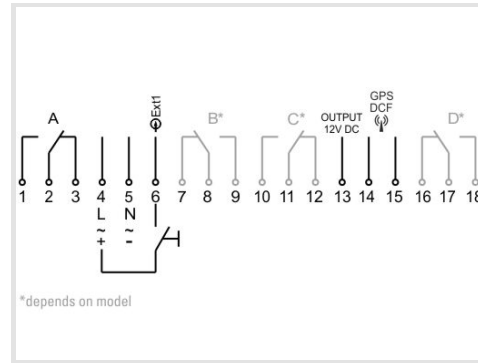 GPS
DCF
A
Ext1
B*
C*
OUTPUT
12V DC
D*
1 2 3 4 5 6 7 8 9 10 11 12 13 14 15 16 17 18
L N
~ ~
+ -
*depends on model